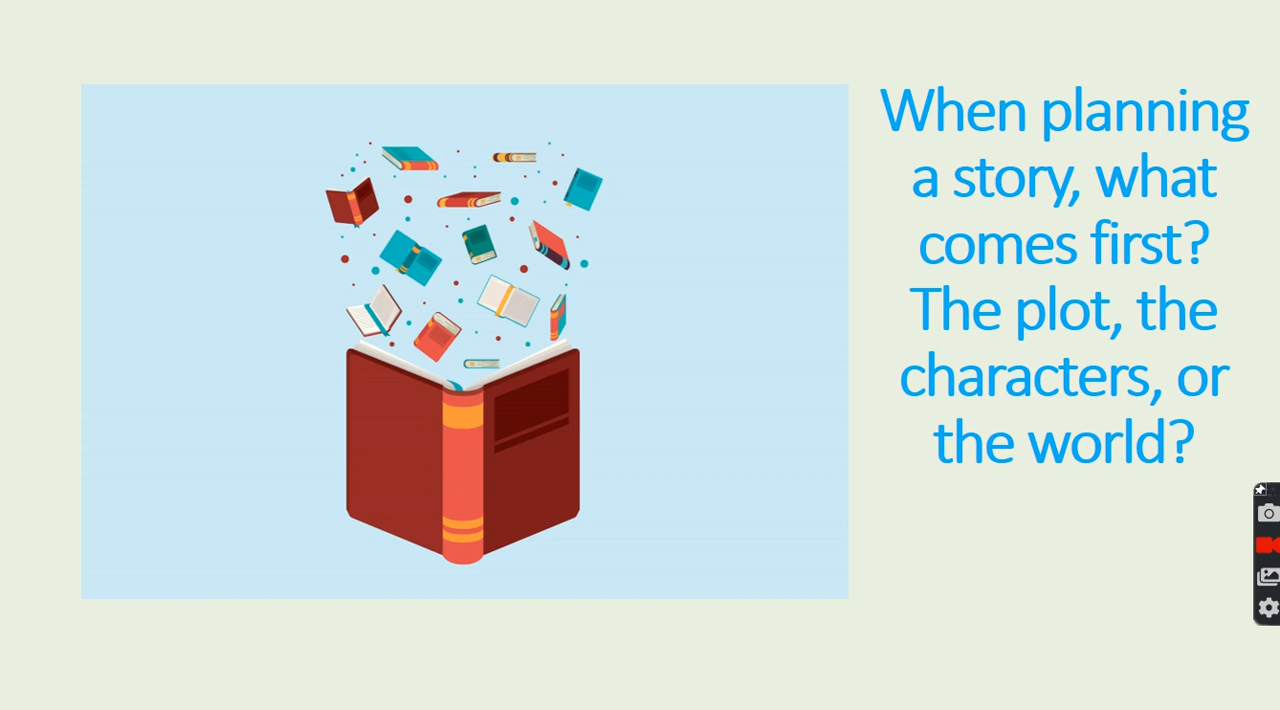 When planning
a story, what
comes first?
The plot, the
characters, or
the world?